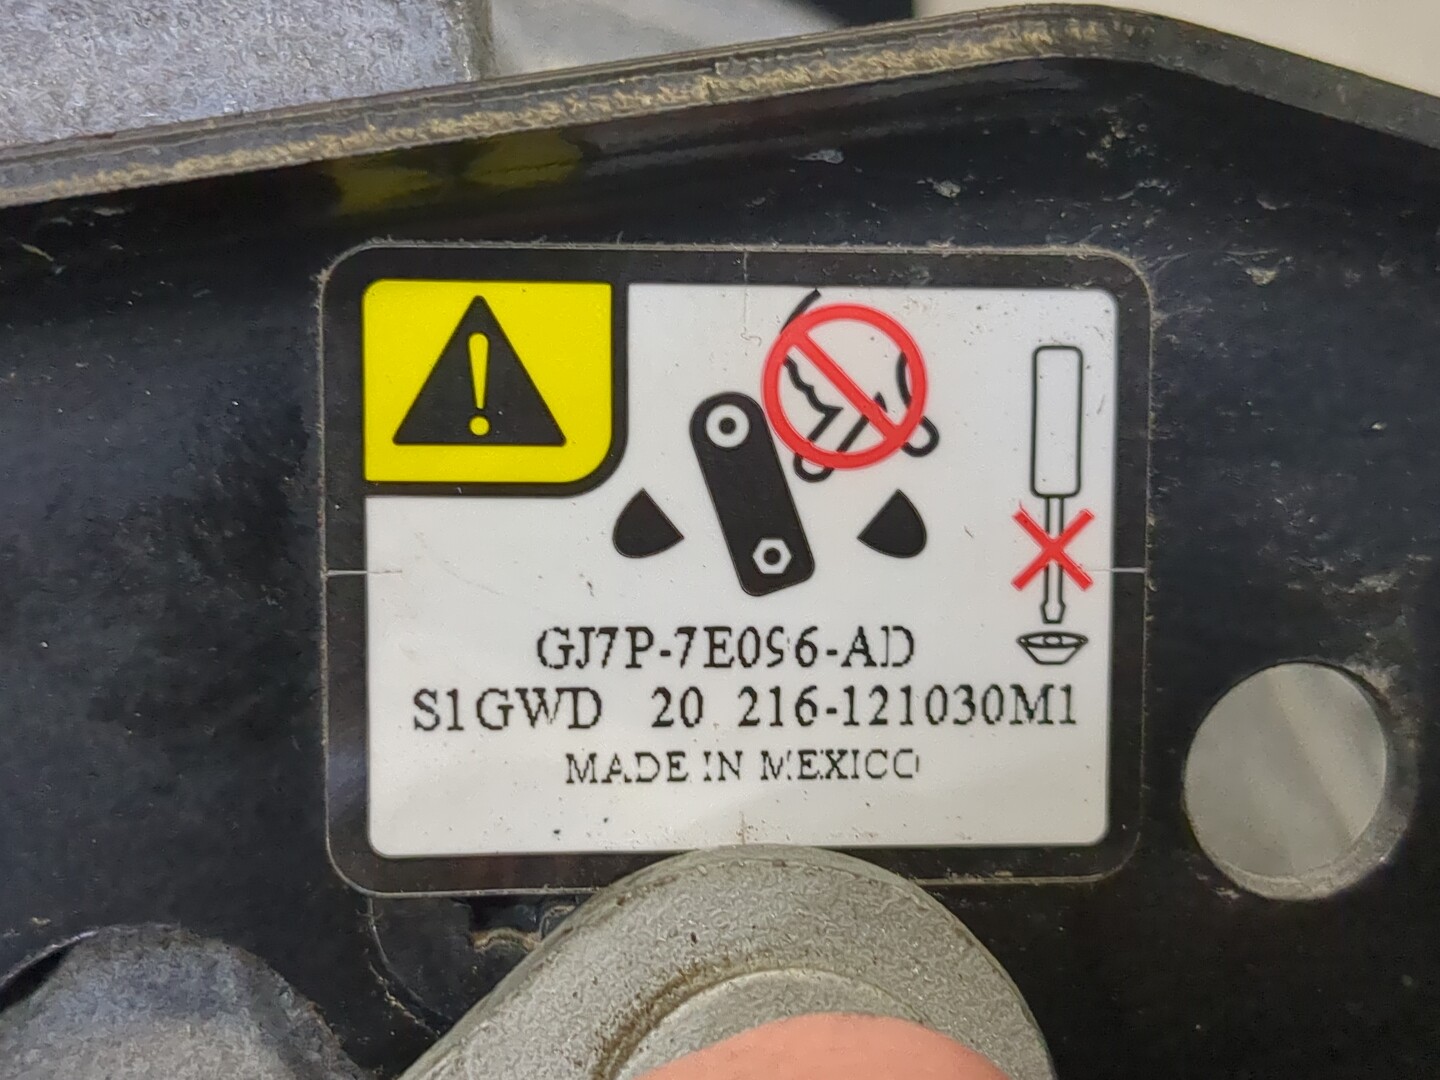 GJ7P-7E096-AD
S1GWD 20 216-121030M1
MADE IN MEXICO